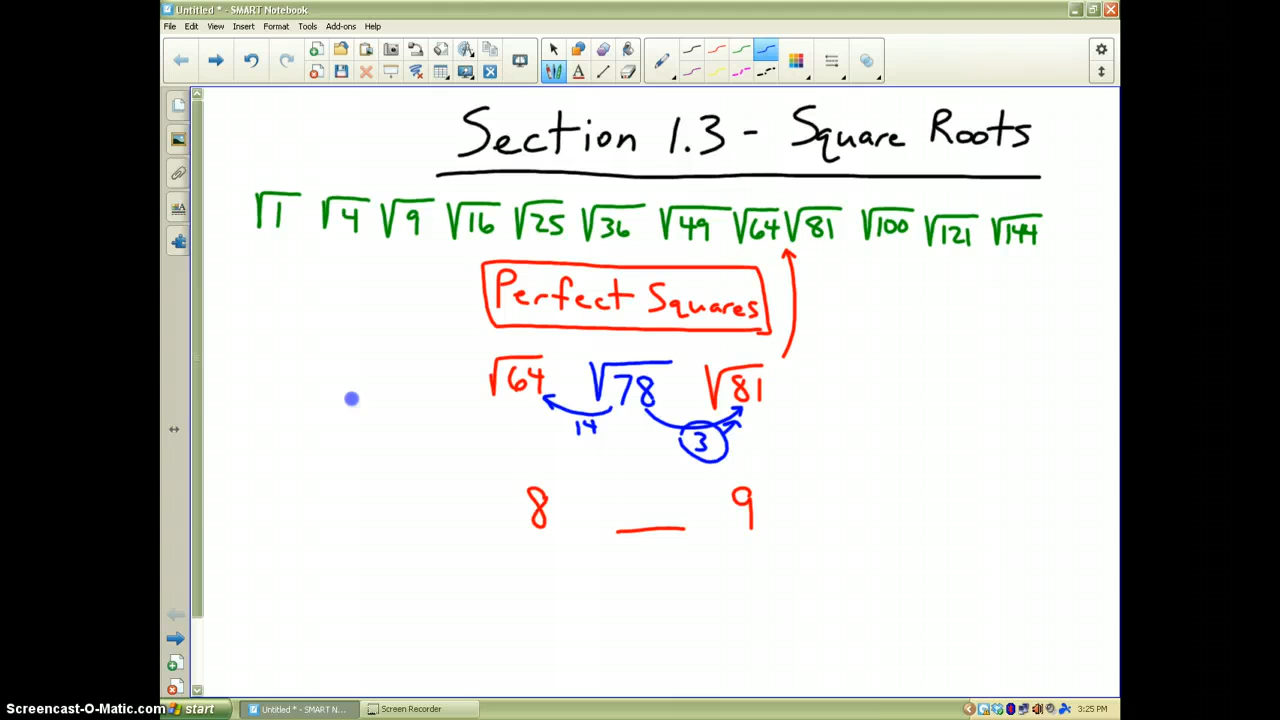 Untitled * - SMART Notebook
File Edit View Insert Format Tools Add-ons Help
Section 1.3 - Square Roots
√1 √4 √9 √16 √25 √36 √49 √64 √81 √100 √121 √144
Perfect Squares
√64 √78 √81
14 3
8 __ 9
Screencast-O-Matic.com start Untitled * - SMART No... Screen Recorder 3:25 PM